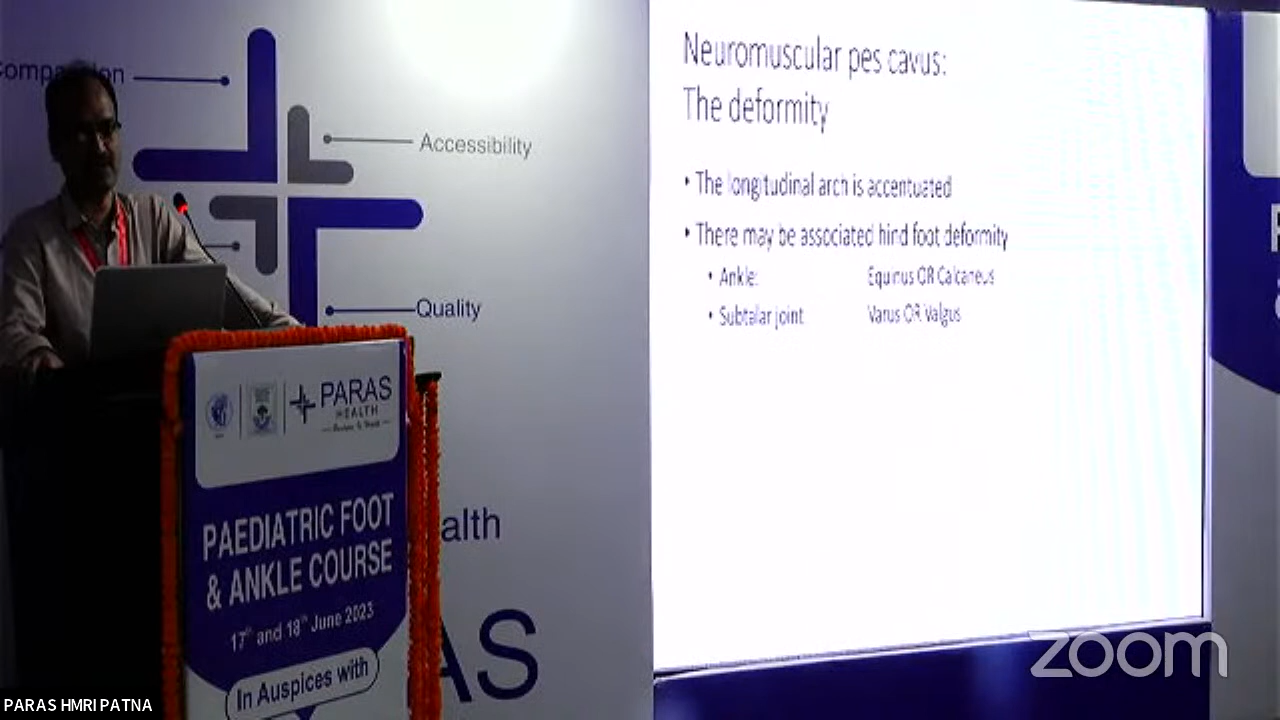 Accessibility
Quality
alth
AS
PARAS
HEALTH
PAEDIATRIC FOOT
& ANKLE COURSE
17th and 18th June 2023
In Auspices with
Neuromuscular pes cavus:
The deformity
• The longitudinal arch is accentuated
• There may be associated hind foot deformity
• Ankle: Equinus OR Calcaneus
• Subtalar joint Varus OR Valgus
zoom
PARAS HMRI PATNA